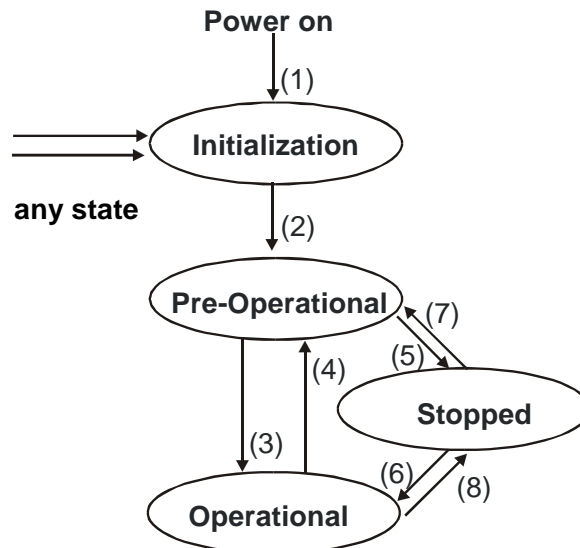 Power on
(1)
Initialization
any state
(2)
Pre-Operational
(7)
(5)
(4)
Stopped
(3)
(6)
(8)
Operational